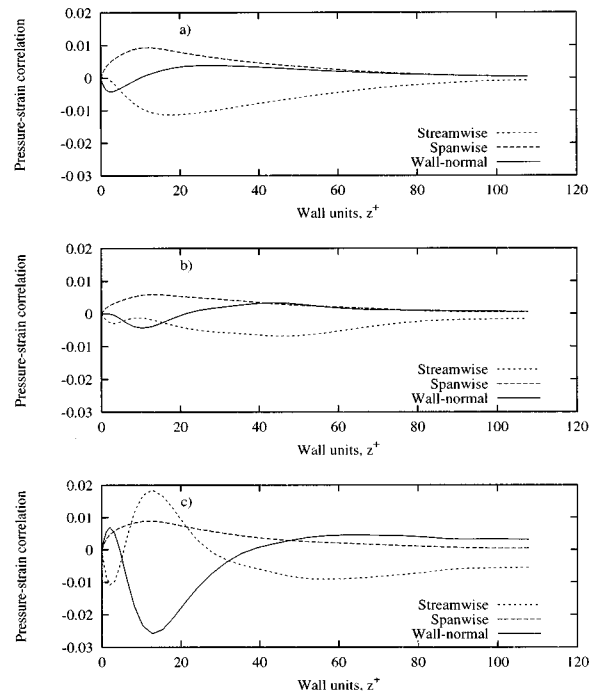 0.02
a)
0.01
0
-0.01
-0.02
-0 03
Pressure-strain correlation
Streamwise
Spanwise
Wall-normal
0 20 40 60 80 100 120
Wall units, z+
0.02
b)
0.01
0
-0.01
-0.02
-0.03
Pressure-strain correlation
Streamwise
Spanwise
Wall-normal
0 20 40 60 80 100 120
Wall units, z+
0.02
c)
0.01
0
-0.01
-0.02
-0.03
Pressure-strain correlation
Streamwise
Spanwise
Wall-normal
0 20 40 60 80 100 120
Wall units, z+